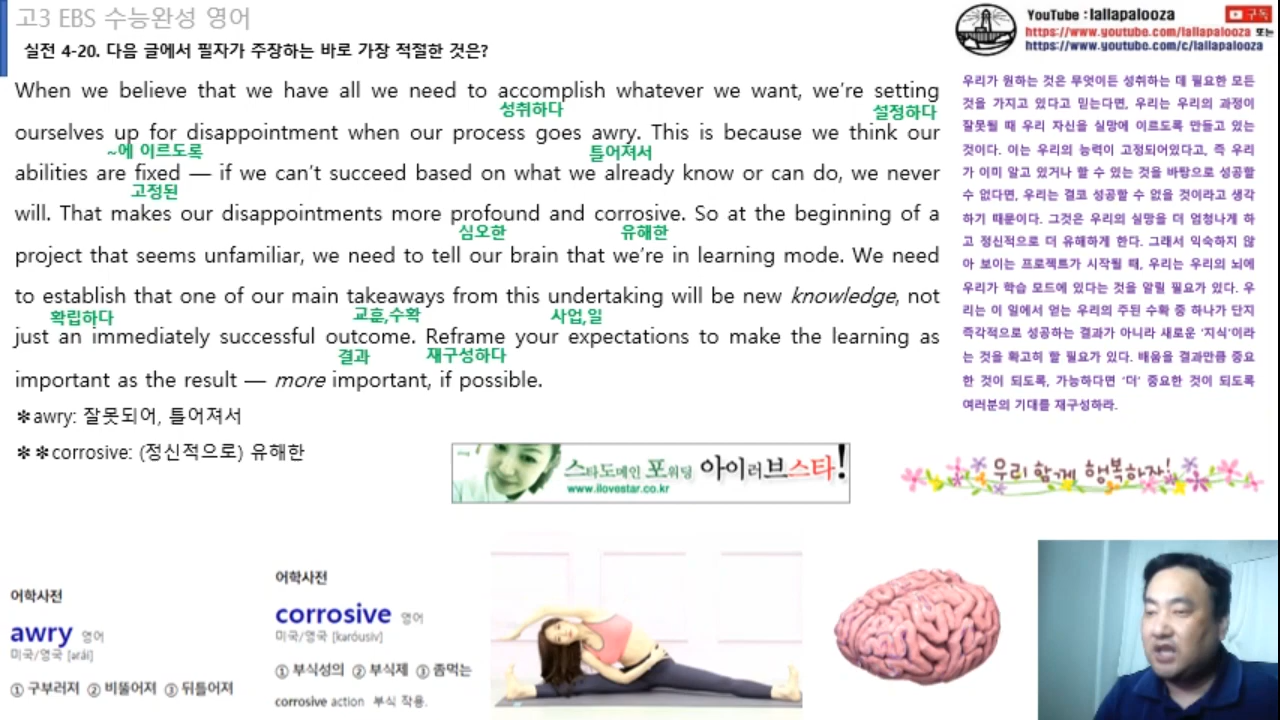 고3 EBS 수능완성 영어
실전 4-20. 다음 글에서 필자가 주장하는 바로 가장 적절한 것은?
When we believe that we have all we need to accomplish whatever we want, we're setting
성취하다 설정하다
ourselves up for disappointment when our process goes awry. This is because we think our
~에 이르도록 틀어져서
abilities are fixed — if we can't succeed based on what we already know or can do, we never
고정된
will. That makes our disappointments more profound and corrosive. So at the beginning of a
심오한 유해한
project that seems unfamiliar, we need to tell our brain that we're in learning mode. We need
to establish that one of our main takeaways from this undertaking will be new knowledge, not
확립하다 교훈,수확 사업,일
just an immediately successful outcome. Reframe your expectations to make the learning as
결과 재구성하다
important as the result — more important, if possible.
✻awry: 잘못되어, 틀어져서
✻✻corrosive: (정신적으로) 유해한
YouTube : lallapalooza
구독
https://www.youtube.com/lallapalooza 또는
https://www.youtube.com/c/lallapalooza
우리가 원하는 것은 무엇이든 성취하는 데 필요한 모든
것을 가지고 있다고 믿는다면, 우리는 우리의 과정이
잘못될 때 우리 자신을 실망에 이르도록 만들고 있는
것이다. 이는 우리의 능력이 고정되어있다고, 즉 우리
가 이미 알고 있거나 할 수 있는 것을 바탕으로 성공할
수 없다면, 우리는 결코 성공할 수 없을 것이라고 생각
하기 때문이다. 그것은 우리의 실망을 더 엄청나게 하
고 정신적으로 더 유해하게 한다. 그래서 익숙하지 않
아 보이는 프로젝트가 시작될 때, 우리는 우리의 뇌에
우리가 학습 모드에 있다는 것을 알릴 필요가 있다. 우
리는 이 일에서 얻는 우리의 주된 수확 중 하나가 단지
즉각적으로 성공하는 결과가 아니라 새로운 '지식'이라
는 것을 확고히 할 필요가 있다. 배움을 결과만큼 중요
한 것이 되도록, 가능하다면 '더' 중요한 것이 되도록
여러분의 기대를 재구성하라.
스타도메인 포워딩 아이러브스타!
www.ilovestar.co.kr
우리 함께 행복하자!
어학사전
awry 영어
미국/영국 [ərái]
① 구부러져 ② 비뚤어져 ③ 뒤틀어져
어학사전
corrosive 영어
미국/영국 [kəróusiv]
① 부식성의 ② 부식제 ③ 좀먹는
corrosive action 부식 작용.